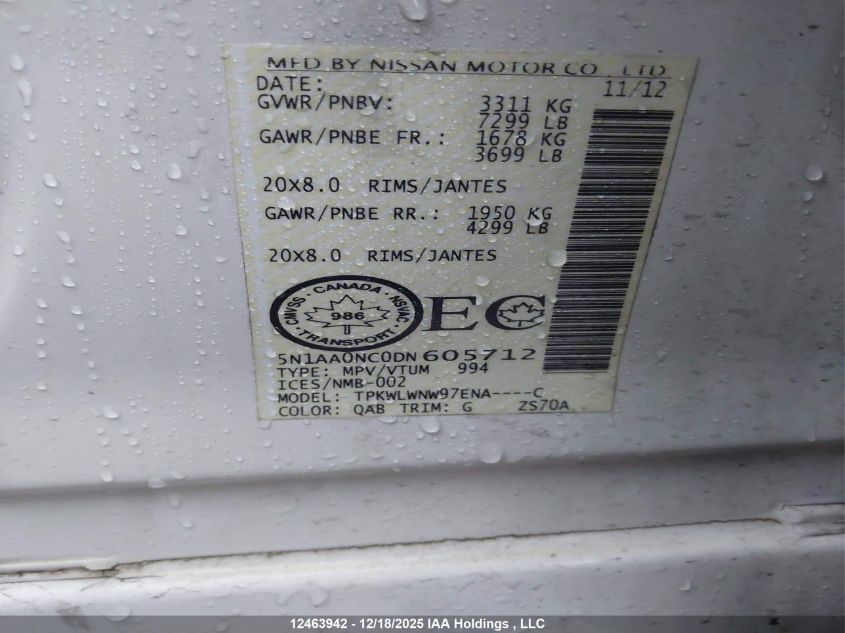 MFD BY NISSAN MOTOR CO., LTD
DATE: 11/12
GVWR/PNBV: 3311 KG
7299 LB
GAWR/PNBE FR.: 1678 KG
3699 LB
20X8.0 RIMS/JANTES
GAWR/PNBE RR.: 1950 KG
4299 LB
20X8.0 RIMS/JANTES
CMVSS · CANADA · NSVAC · TRANSPORT ·
986
EC
5N1AA0NC0DN605712
TYPE: MPV/VTUM 994
ICES/NMB-002
MODEL: TPKWLWNW97ENA----C
COLOR: QAB TRIM: G ZS70A
12463942 - 12/18/2025 IAA Holdings , LLC